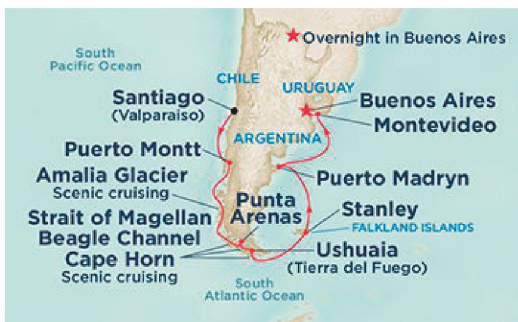 Overnight in Buenos Aires
South
Pacific Ocean
CHILE
URUGUAY
Santiago
(Valparaiso)
Buenos Aires
Montevideo
ARGENTINA
Puerto Montt
Amalia Glacier
Scenic cruising
Puerto Madryn
Punta
Arenas
Strait of Magellan
Beagle Channel
Cape Horn
Scenic cruising
Stanley
FALKLAND ISLANDS
Ushuaia
(Tierra del Fuego)
South
Atlantic Ocean